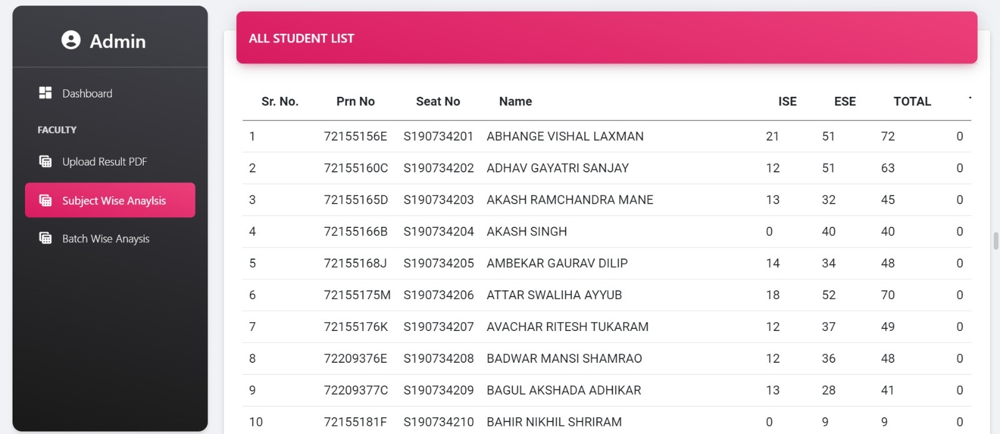 Admin
Dashboard
FACULTY
Upload Result PDF
Subject Wise Anaylsis
Batch Wise Anaysis
ALL STUDENT LIST
Sr. No. Prn No Seat No Name ISE ESE TOTAL
1 72155156E S190734201 ABHANGE VISHAL LAXMAN 21 51 72 0
2 72155160C S190734202 ADHAV GAYATRI SANJAY 12 51 63 0
3 72155165D S190734203 AKASH RAMCHANDRA MANE 13 32 45 0
4 72155166B S190734204 AKASH SINGH 0 40 40 0
5 72155168J S190734205 AMBEKAR GAURAV DILIP 14 34 48 0
6 72155175M S190734206 ATTAR SWALIHA AYYUB 18 52 70 0
7 72155176K S190734207 AVACHAR RITESH TUKARAM 12 37 49 0
8 72209376E S190734208 BADWAR MANSI SHAMRAO 12 36 48 0
9 72209377C S190734209 BAGUL AKSHADA ADHIKAR 13 28 41 0
10 72155181F S190734210 BAHIR NIKHIL SHRIRAM 0 9 9 0